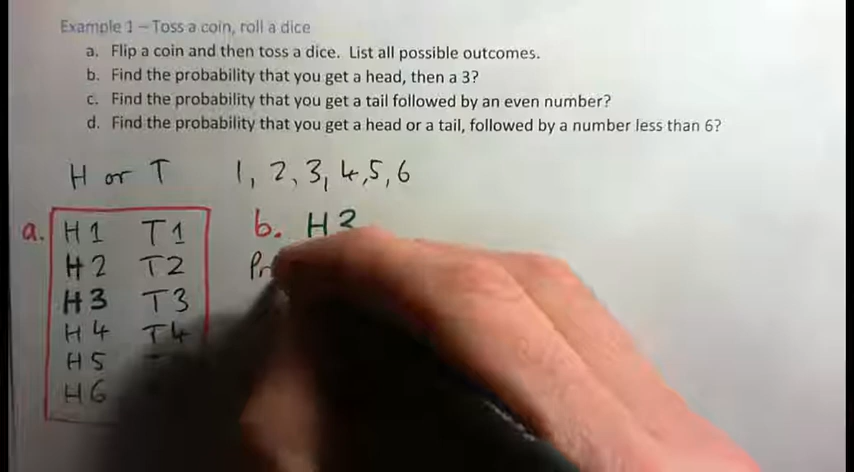 Example 1 – Toss a coin, roll a dice
a. Flip a coin and then toss a dice. List all possible outcomes.
b. Find the probability that you get a head, then a 3?
c. Find the probability that you get a tail followed by an even number?
d. Find the probability that you get a head or a tail, followed by a number less than 6?
H or T 1, 2, 3, 4, 5, 6
a. H1 T1 b. H3
H2 T2 Pr
H3 T3
H4 T4
H5
H6